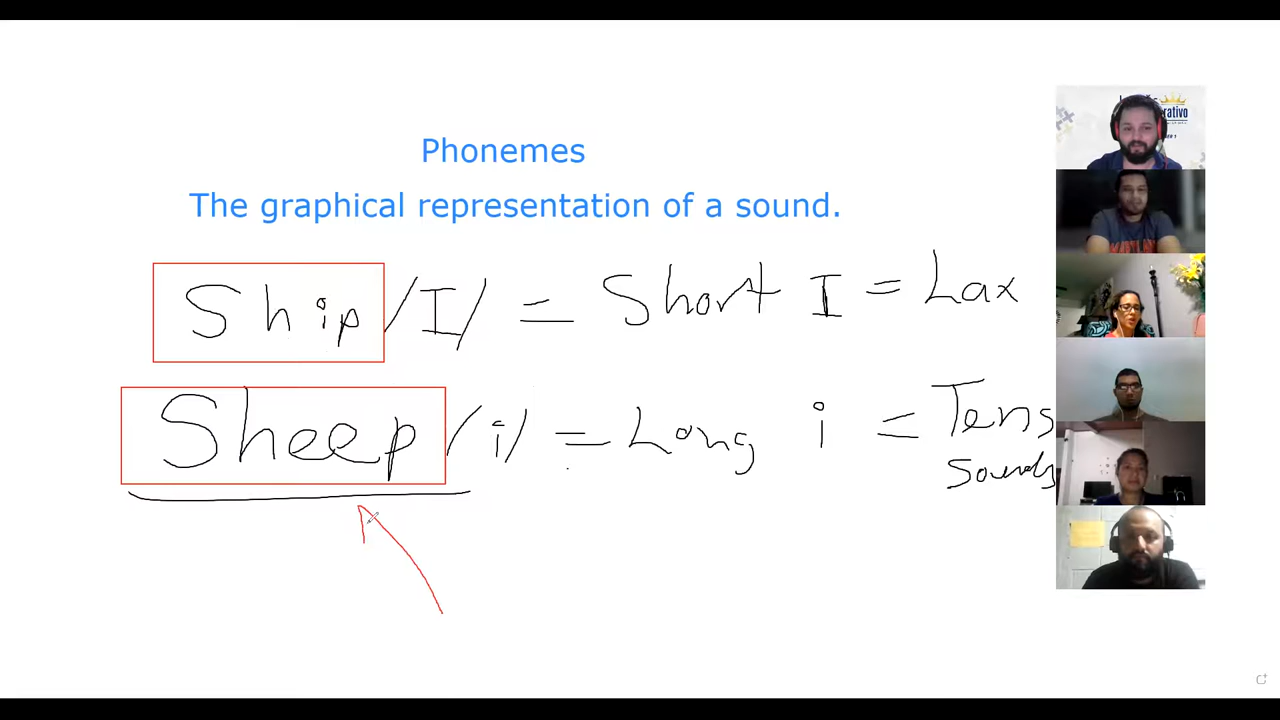 Phonemes
The graphical representation of a sound.
Ship /I/ = Short I = Lax
Sheep /i/ = Long i = Tens
Sounds